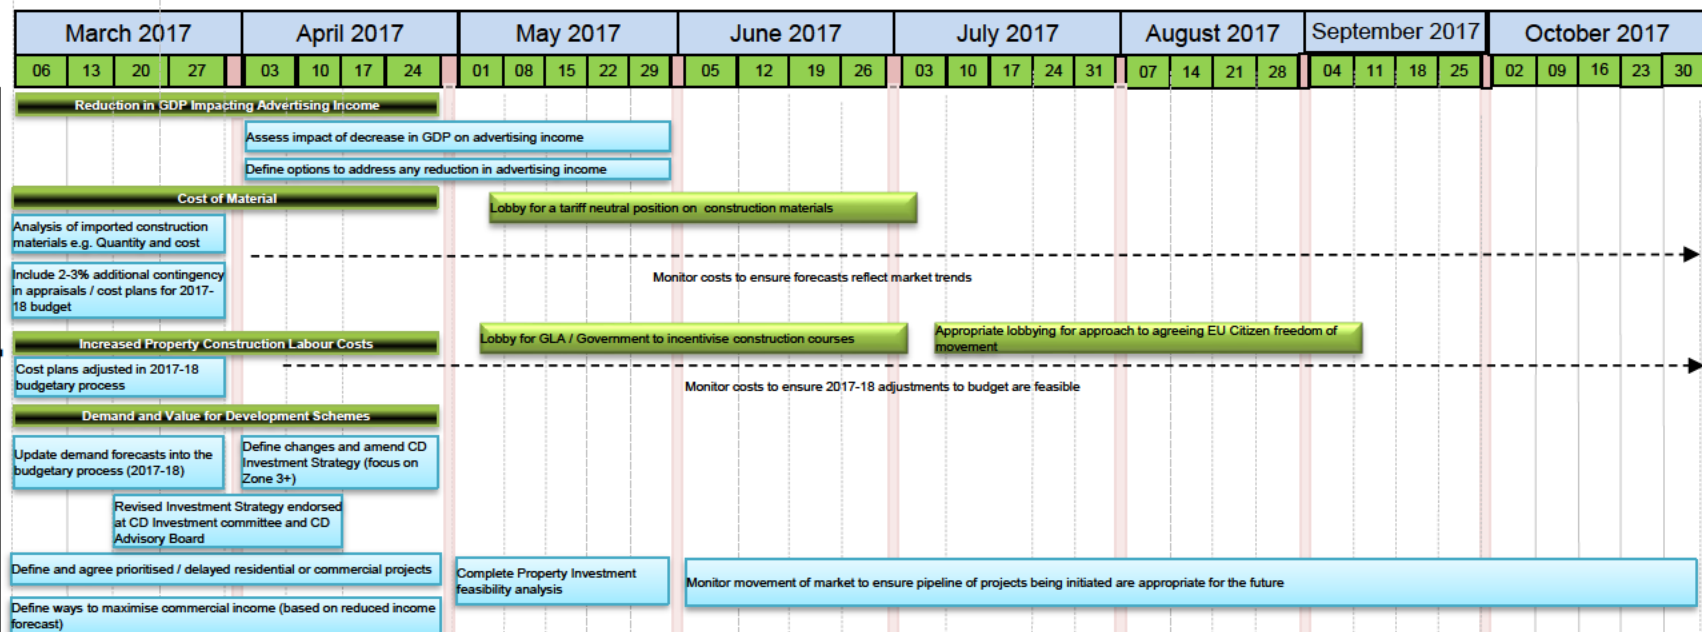 March 2017 April 2017 May 2017 June 2017 July 2017 August 2017 September 2017 October 2017
06 13 20 27 03 10 17 24 01 08 15 22 29 05 12 19 26 03 10 17 24 31 07 14 21 28 04 11 18 25 02 09 16 23 30
Reduction in GDP Impacting Advertising Income
Assess impact of decrease in GDP on advertising income
Define options to address any reduction in advertising income
Cost of Material
Lobby for a tariff neutral position on construction materials
Analysis of imported construction
materials e.g. Quantity and cost
Include 2-3% additional contingency
in appraisals / cost plans for 2017-
18 budget
Monitor costs to ensure forecasts reflect market trends
Increased Property Construction Labour Costs
Lobby for GLA / Government to incentivise construction courses
Appropriate lobbying for approach to agreeing EU Citizen freedom of
movement
Cost plans adjusted in 2017-18
budgetary process
Monitor costs to ensure 2017-18 adjustments to budget are feasible
Demand and Value for Development Schemes
Update demand forecasts into the
budgetary process (2017-18)
Define changes and amend CD
Investment Strategy (focus on
Zone 3+)
Revised Investment Strategy endorsed
at CD Investment committee and CD
Advisory Board
Define and agree prioritised / delayed residential or commercial projects
Complete Property Investment
feasibility analysis
Monitor movement of market to ensure pipeline of projects being initiated are appropriate for the future
Define ways to maximise commercial income (based on reduced income
forecast)